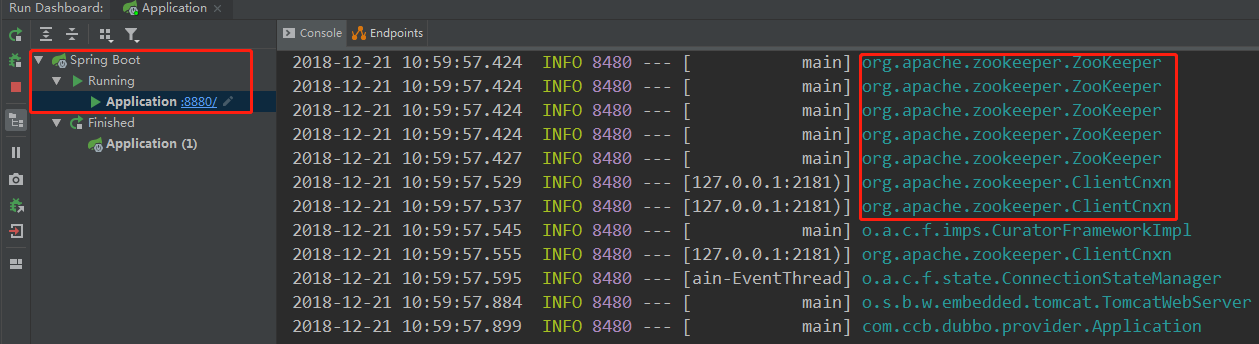 Run Dashboard: Application ×
Console Endpoints
Spring Boot
Running
Application :8880/
Finished
Application (1)
2018-12-21 10:59:57.424 INFO 8480 --- [ main] org.apache.zookeeper.ZooKeeper
2018-12-21 10:59:57.424 INFO 8480 --- [ main] org.apache.zookeeper.ZooKeeper
2018-12-21 10:59:57.424 INFO 8480 --- [ main] org.apache.zookeeper.ZooKeeper
2018-12-21 10:59:57.424 INFO 8480 --- [ main] org.apache.zookeeper.ZooKeeper
2018-12-21 10:59:57.427 INFO 8480 --- [ main] org.apache.zookeeper.ZooKeeper
2018-12-21 10:59:57.529 INFO 8480 --- [127.0.0.1:2181)] org.apache.zookeeper.ClientCnxn
2018-12-21 10:59:57.537 INFO 8480 --- [127.0.0.1:2181)] org.apache.zookeeper.ClientCnxn
2018-12-21 10:59:57.545 INFO 8480 --- [ main] o.a.c.f.imps.CuratorFrameworkImpl
2018-12-21 10:59:57.555 INFO 8480 --- [127.0.0.1:2181)] org.apache.zookeeper.ClientCnxn
2018-12-21 10:59:57.595 INFO 8480 --- [ain-EventThread] o.a.c.f.state.ConnectionStateManager
2018-12-21 10:59:57.884 INFO 8480 --- [ main] o.s.b.w.embedded.tomcat.TomcatWebServer
2018-12-21 10:59:57.899 INFO 8480 --- [ main] com.ccb.dubbo.provider.Application